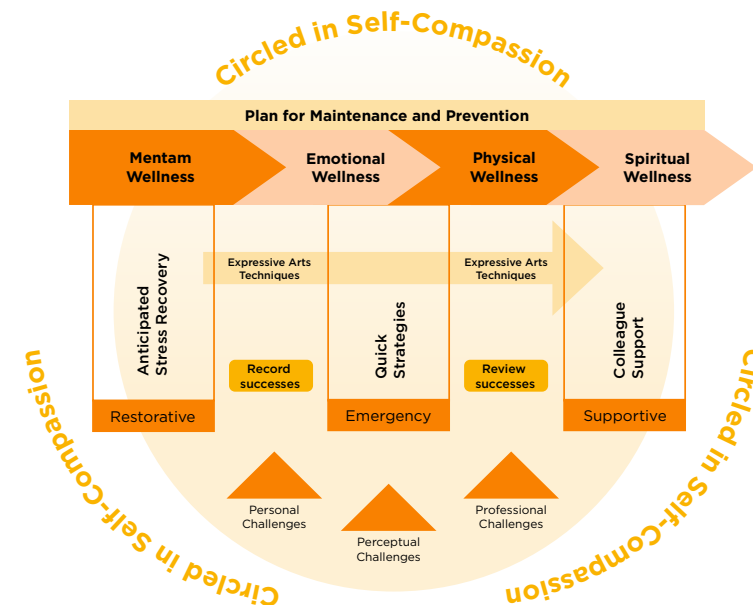 Circled in Self-Compassion
Plan for Maintenance and Prevention
Mentam
Wellness
Emotional
Wellness
Physical
Wellness
Spiritual
Wellness
Anticipated
Stress Recovery
Expressive Arts
Techniques
Quick
Strategies
Expressive Arts
Techniques
Colleague
Support
Record
successes
Review
successes
Restorative
Emergency
Supportive
Personal
Challenges
Perceptual
Challenges
Professional
Challenges
Circled in Self-Compassion
Circled in Self-Compassion